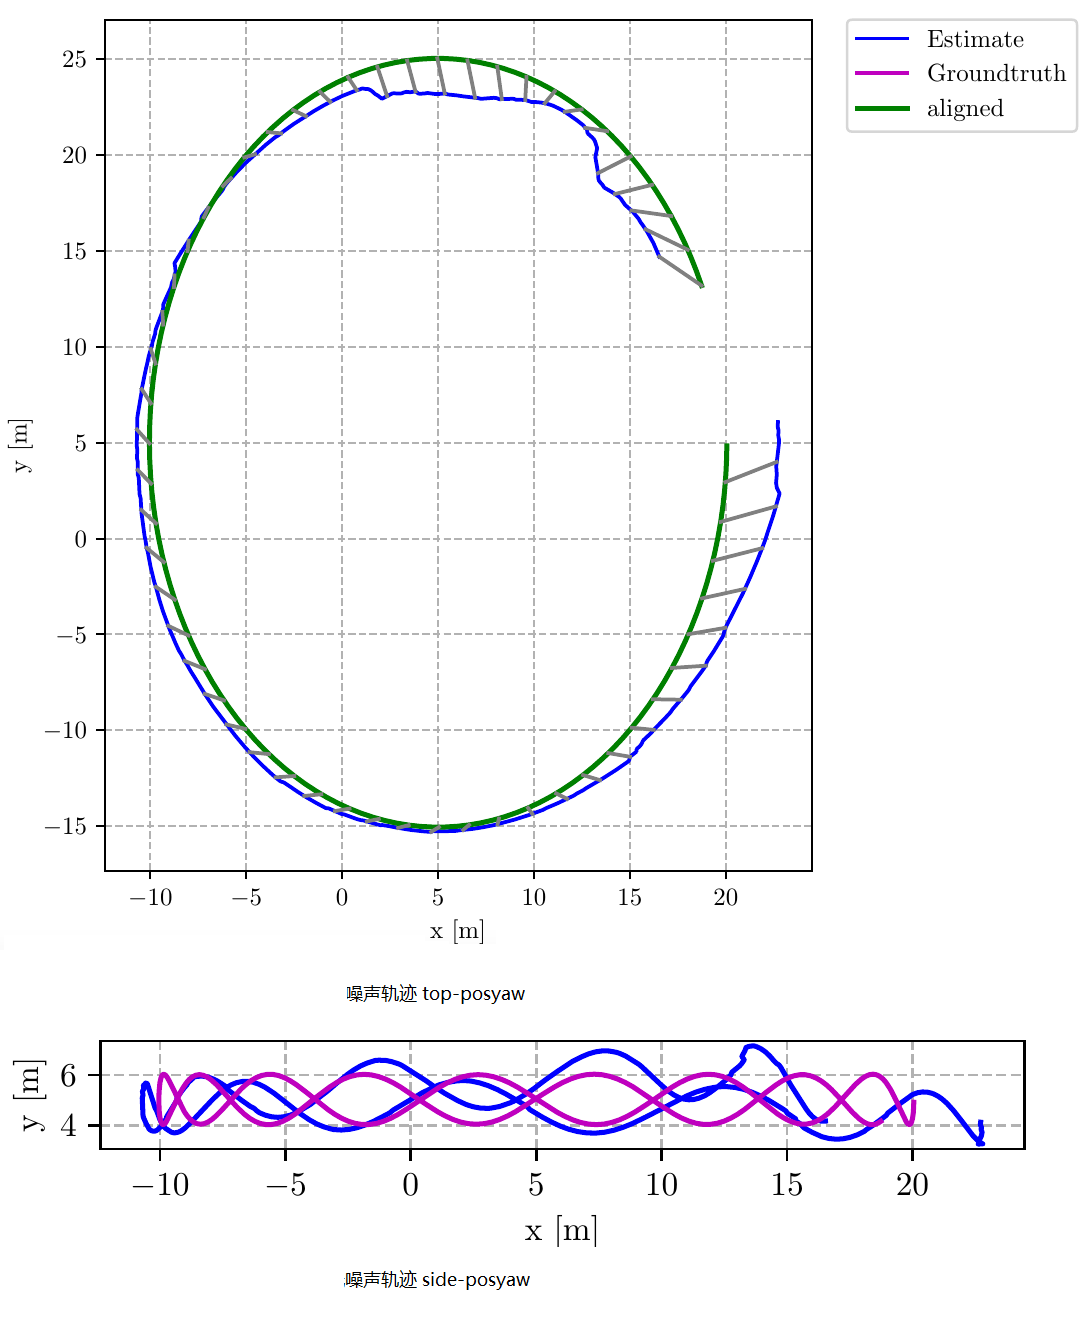 Estimate
Groundtruth
aligned
25
20
15
10
5
0
−5
−10
−15
y [m]
−10 −5 0 5 10 15 20
x [m]
噪声轨迹 top-posyaw
6
4
y [m]
−10 −5 0 5 10 15 20
x [m]
噪声轨迹 side-posyaw